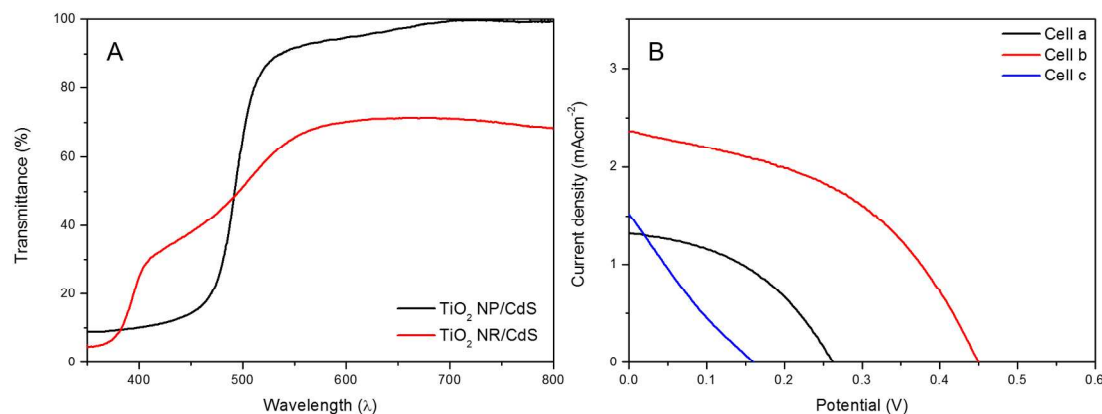 A
Transmittance (%)
100
80
60
40
20
0
400
500
600
700
800
Wavelength (λ)
TiO₂ NP/CdS
TiO₂ NR/CdS
B
Cell a
Cell b
Cell c
Current density (mAcm⁻²)
3
2
1
0
0.0
0.1
0.2
0.3
0.4
0.5
0.6
Potential (V)